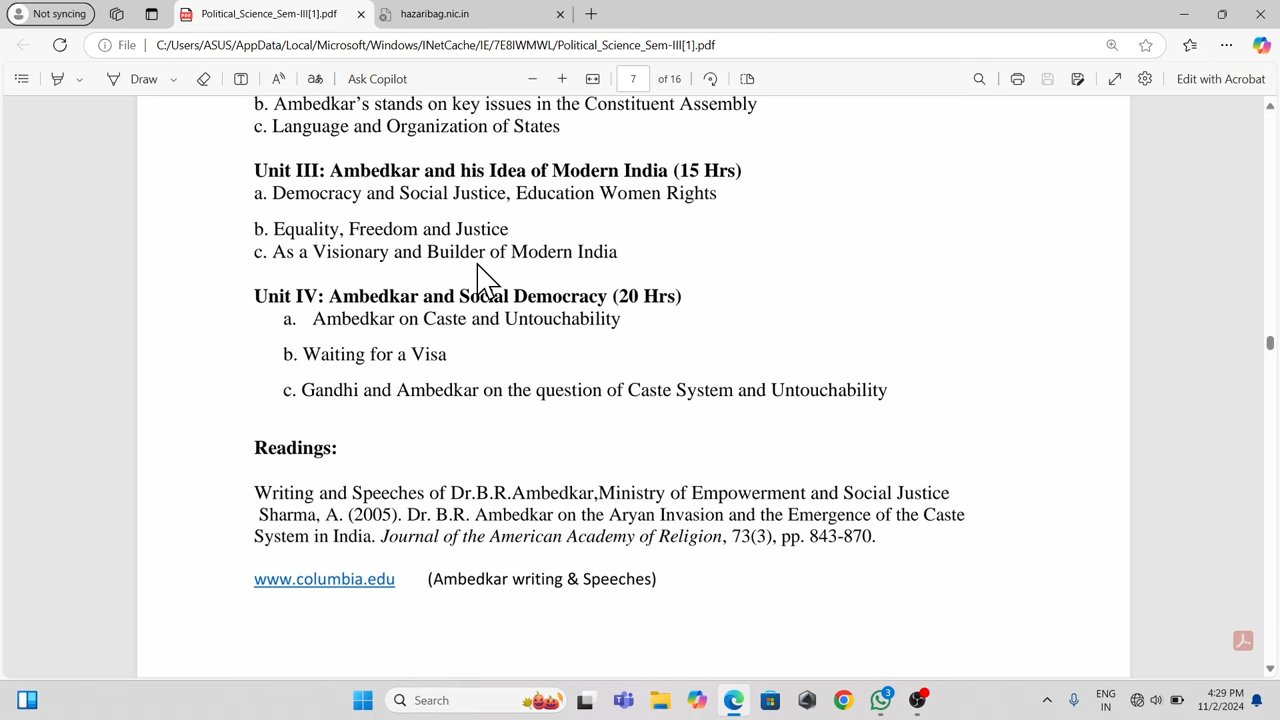 Not syncing
Political_Science_Sem-III[1].pdf
hazaribag.nic.in
File
C:/Users/ASUS/AppData/Local/Microsoft/Windows/INetCache/IE/7E8IWMWL/Political_Science_Sem-III[1].pdf
Draw
Ask Copilot
7
of 16
Edit with Acrobat
b. Ambedkar’s stands on key issues in the Constituent Assembly
c. Language and Organization of States
Unit III: Ambedkar and his Idea of Modern India (15 Hrs)
a. Democracy and Social Justice, Education Women Rights
b. Equality, Freedom and Justice
c. As a Visionary and Builder of Modern India
Unit IV: Ambedkar and Social Democracy (20 Hrs)
a. Ambedkar on Caste and Untouchability
b. Waiting for a Visa
c. Gandhi and Ambedkar on the question of Caste System and Untouchability
Readings:
Writing and Speeches of Dr.B.R.Ambedkar,Ministry of Empowerment and Social Justice
Sharma, A. (2005). Dr. B.R. Ambedkar on the Aryan Invasion and the Emergence of the Caste
System in India. Journal of the American Academy of Religion, 73(3), pp. 843-870.
www.columbia.edu (Ambedkar writing & Speeches)
Search
3
ENG
IN
4:29 PM
11/2/2024